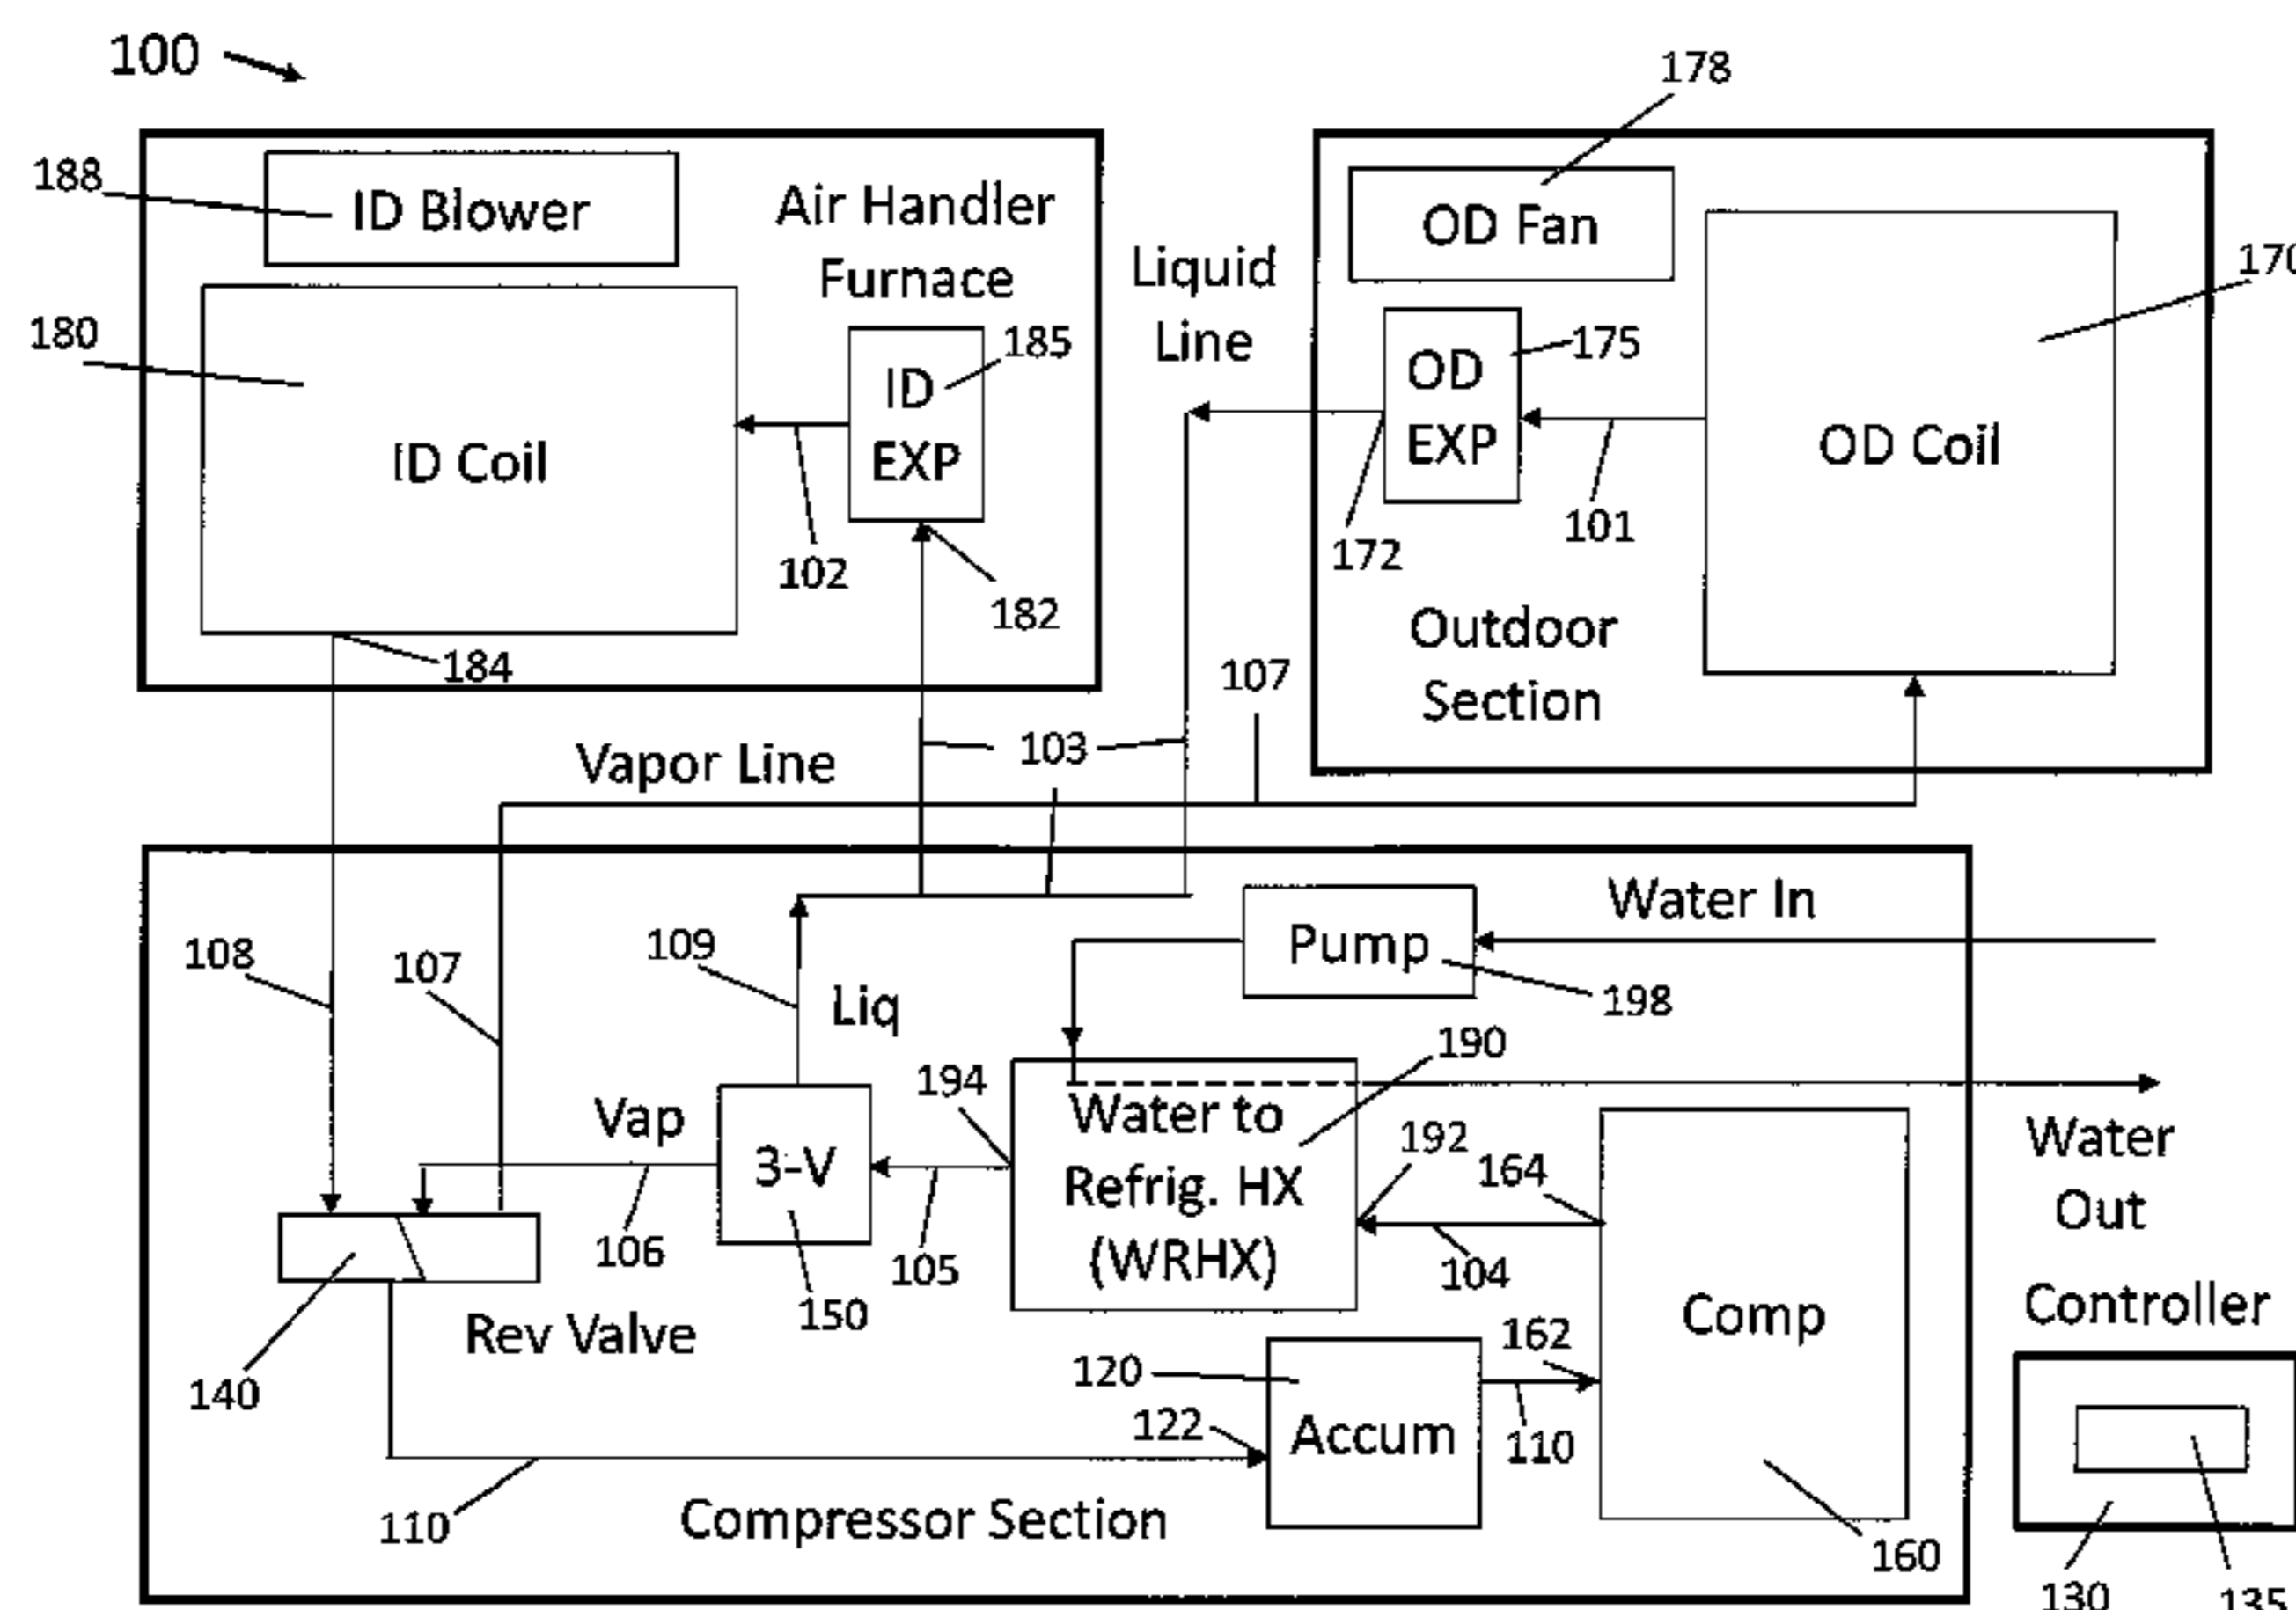 100
178
188
ID Blower
Air Handler
Furnace
OD Fan
Liquid
Line
170
180
185
ID
EXP
175
OD
EXP
ID Coil
OD Coil
102
172
101
182
184
Outdoor
Section
107
103
Vapor Line
Water In
108
107
109
Liq
Pump
198
190
194
Vap
3-V
Water to
Refrig. HX
(WRHX)
192
164
Water
Out
106
105
104
150
Rev Valve
140
120
162
Comp
Controller
122
Accum
110
110
Compressor Section
160
130
135